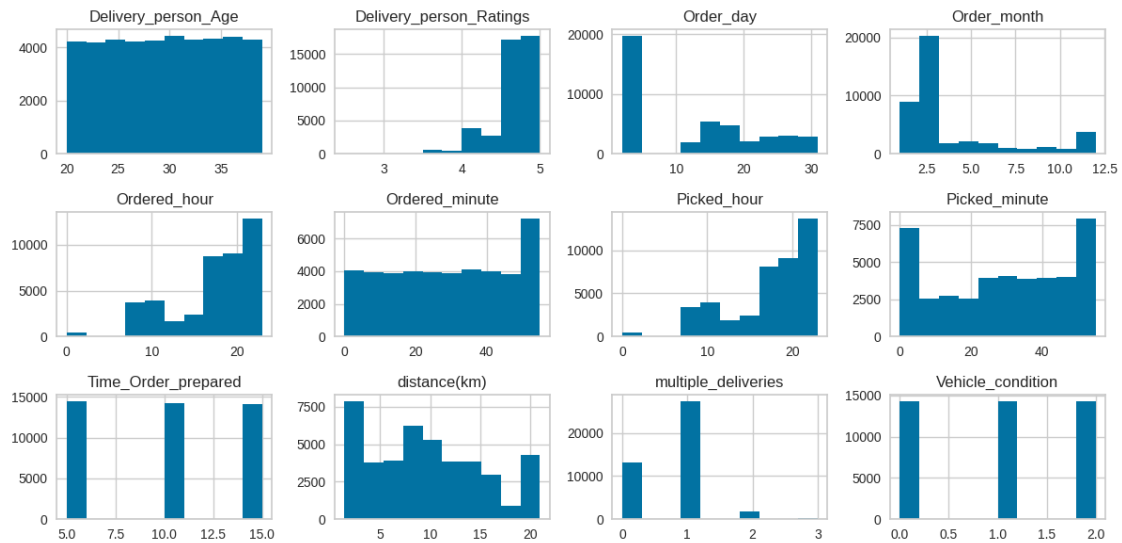 Delivery_person_Age Delivery_person_Ratings Order_day Order_month
4000
2000
0
20 25 30 35
15000
10000
5000
0
3 4 5
20000
10000
0
10 20 30
20000
10000
0
2.5 5.0 7.5 10.0 12.5
Ordered_hour Ordered_minute Picked_hour Picked_minute
10000
5000
0
0 10 20
6000
4000
2000
0
0 20 40
10000
5000
0
0 10 20
7500
5000
2500
0
0 20 40
Time_Order_prepared distance(km) multiple_deliveries Vehicle_condition
15000
10000
5000
0
5.0 7.5 10.0 12.5 15.0
7500
5000
2500
0
5 10 15 20
20000
10000
0
0 1 2 3
15000
10000
5000
0
0.0 0.5 1.0 1.5 2.0